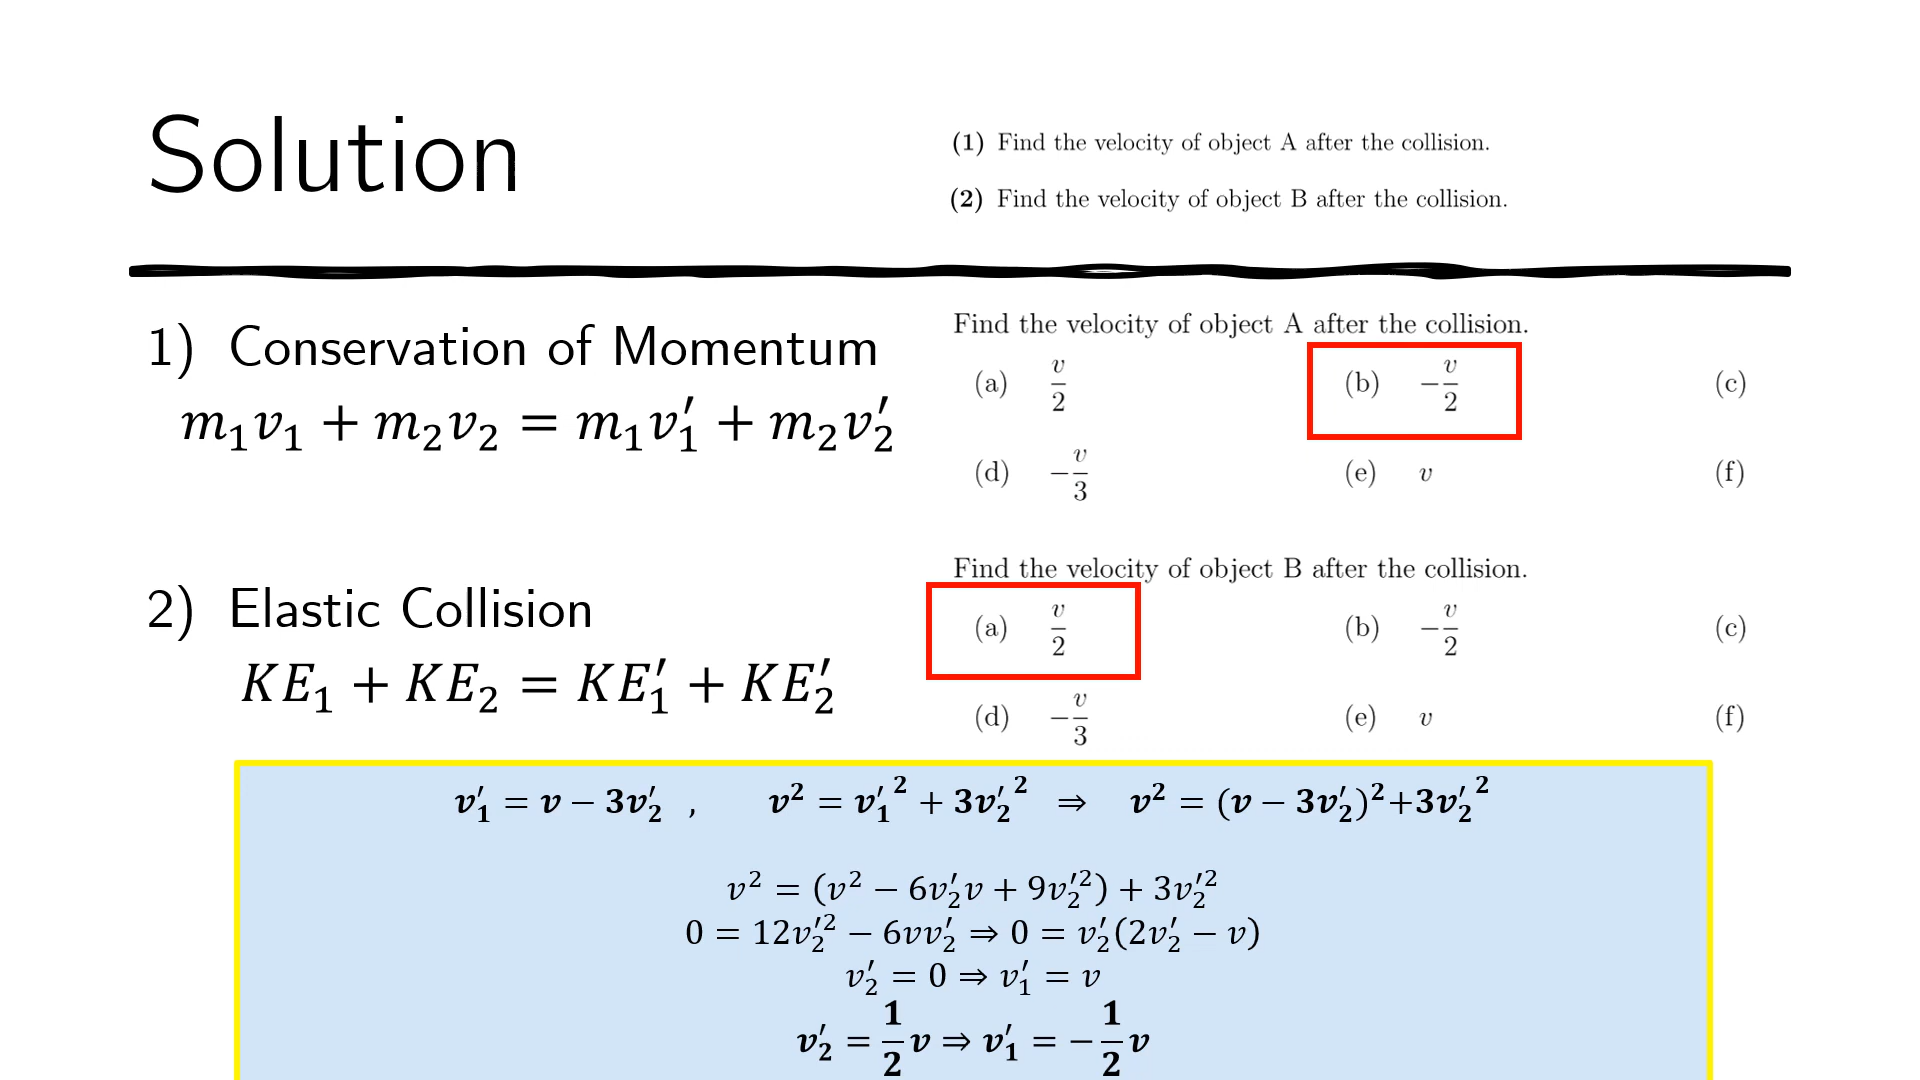 Solution
(1) Find the velocity of object A after the collision.
(2) Find the velocity of object B after the collision.
1) Conservation of Momentum
m₁v₁ + m₂v₂ = m₁v₁′ + m₂v₂′
2) Elastic Collision
KE₁ + KE₂ = KE₁′ + KE₂′
Find the velocity of object A after the collision.
(a) v/2 (b) −v/2 (c)
(d) −v/3 (e) v (f)
Find the velocity of object B after the collision.
(a) v/2 (b) −v/2 (c)
(d) −v/3 (e) v (f)
v₁′ = v − 3v₂′ , v² = v₁′² + 3v₂′² ⇒ v² = (v − 3v₂′)²+3v₂′²
v² = (v² − 6v₂′v + 9v₂′²) + 3v₂′²
0 = 12v₂′² − 6vv₂′ ⇒ 0 = v₂′(2v₂′ − v)
v₂′ = 0 ⇒ v₁′ = v
v₂′ = 1/2 v ⇒ v₁′ = − 1/2 v